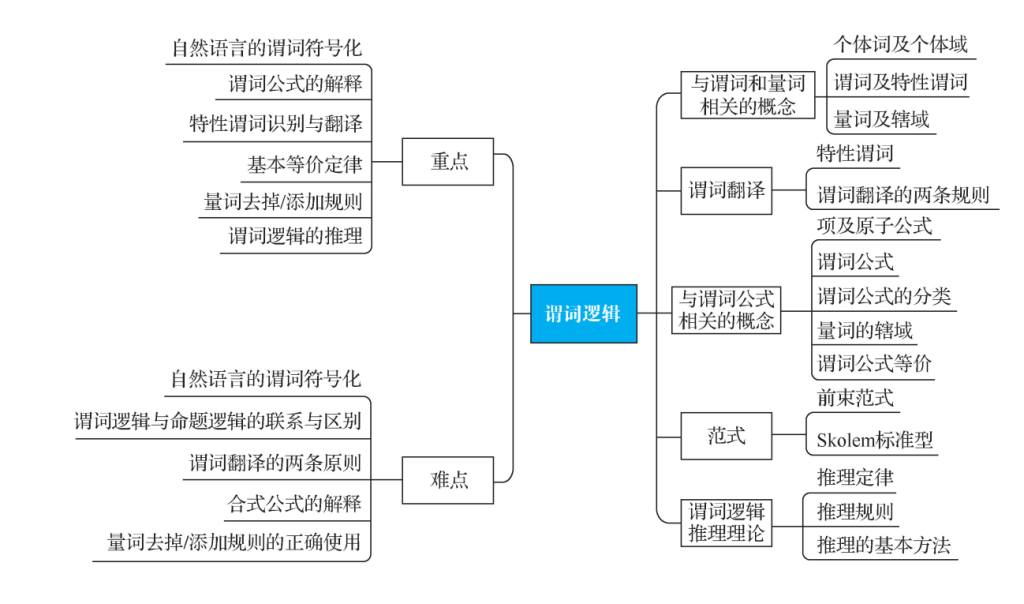 自然语言的谓词符号化
谓词公式的解释
特性谓词识别与翻译
基本等价定律
量词去掉/添加规则
谓词逻辑的推理
重点
自然语言的谓词符号化
谓词逻辑与命题逻辑的联系与区别
谓词翻译的两条原则
合式公式的解释
量词去掉/添加规则的正确使用
难点
谓词逻辑
与谓词和量词
相关的概念
个体词及个体域
谓词及特性谓词
量词及辖域
谓词翻译
特性谓词
谓词翻译的两条规则
与谓词公式
相关的概念
项及原子公式
谓词公式
谓词公式的分类
量词的辖域
谓词公式等价
范式
前束范式
Skolem标准型
谓词逻辑
推理理论
推理定律
推理规则
推理的基本方法